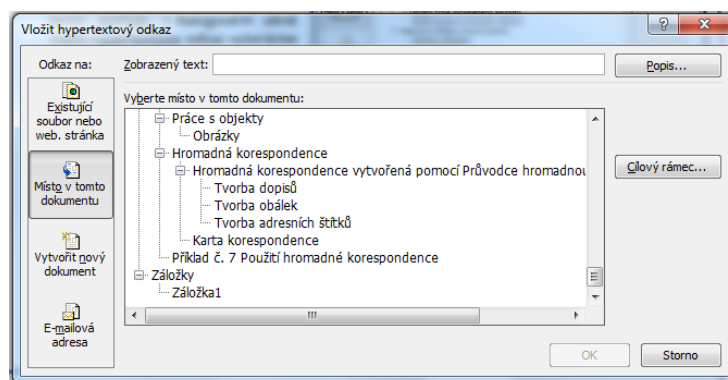 Vložit hypertextový odkaz
Odkaz na:
Zobrazený text:
Popis...
Existující
soubor nebo
web. stránka
Místo v tomto
dokumentu
Vytvořit nový
dokument
E-mailová
adresa
Vyberte místo v tomto dokumentu:
Práce s objekty
Obrázky
Hromadná korespondence
Hromadná korespondence vytvořená pomocí Průvodce hromadnou
Tvorba dopisů
Tvorba obálek
Tvorba adresních štítků
Karta korespondence
Příklad č. 7 Použití hromadné korespondence
Záložky
Záložka1
Cílový rámec...
OK
Storno